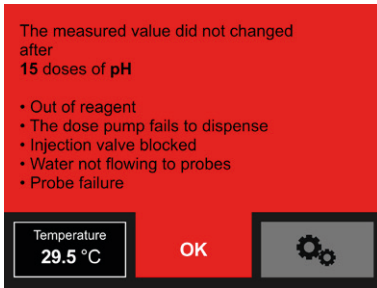 The measured value did not changed
after
15 doses of pH
• Out of reagent
• The dose pump fails to dispense
• Injection valve blocked
• Water not flowing to probes
• Probe failure
Temperature
29.5 °C
OK